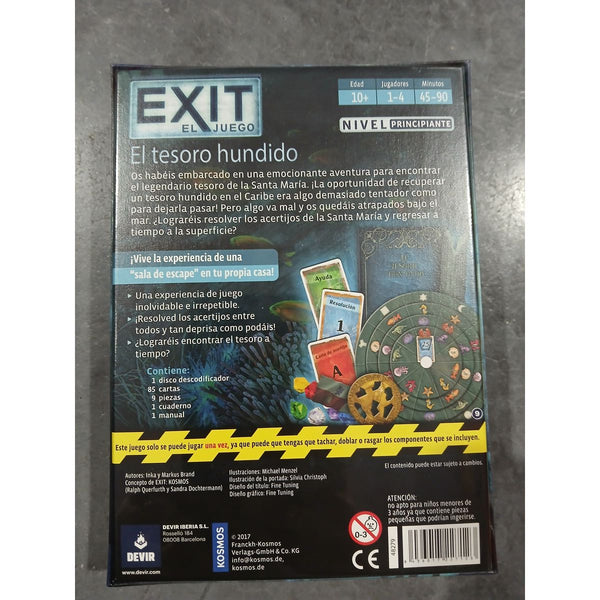 EXIT
EL JUEGO
Edad
10+
Jugadores
1-4
Minutos
45-90
NIVEL PRINCIPIANTE
El tesoro hundido
Os habéis embarcado en una emocionante aventura para encontrar
el legendario tesoro de la Santa María. ¡La oportunidad de recuperar
un tesoro hundido en el Caribe era algo demasiado tentador como
para dejarla pasar! Pero algo va mal y os quedáis atrapados bajo el
mar. ¿Lograréis resolver los acertijos de la Santa María y regresar a
tiempo a la superficie?
¡Vive la experiencia de una
"sala de escape" en tu propia casa!
• Una experiencia de juego
inolvidable e irrepetible.
• ¡Resolved los acertijos entre
todos y tan deprisa como podáis!
• ¿Lograréis encontrar el tesoro a
tiempo?
Contiene:
1 disco descodificador
85 cartas
9 piezas
1 cuaderno
1 manual
Ayuda
Resolución
1
Carta de acertijo
A
9
Este juego solo se puede jugar una vez, ya que puede que tengas que tachar, doblar o rasgar los componentes que se incluyen.
El contenido puede estar sujeto a cambios.
Autores: Inka y Markus Brand
Concepto de EXIT: KOSMOS
(Ralph Querfurth y Sandra Dochtermann)
Ilustraciones: Michael Menzel
Ilustración de la portada: Silvia Christoph
Diseño del título: Fine Tuning
Diseño gráfico: Fine Tuning
ATENCIÓN:
no apto para niños menores de
3 años ya que contiene piezas
pequeñas que podrían ingerirse.
DEVIR
www.devir.com
DEVIR IBERIA S.L.
Rosselló 184
08008 Barcelona
KOSMOS
© 2017
Franckh-Kosmos
Verlags-GmbH & Co. KG
info@kosmos.de
kosmos.de
0-3
CE
48279